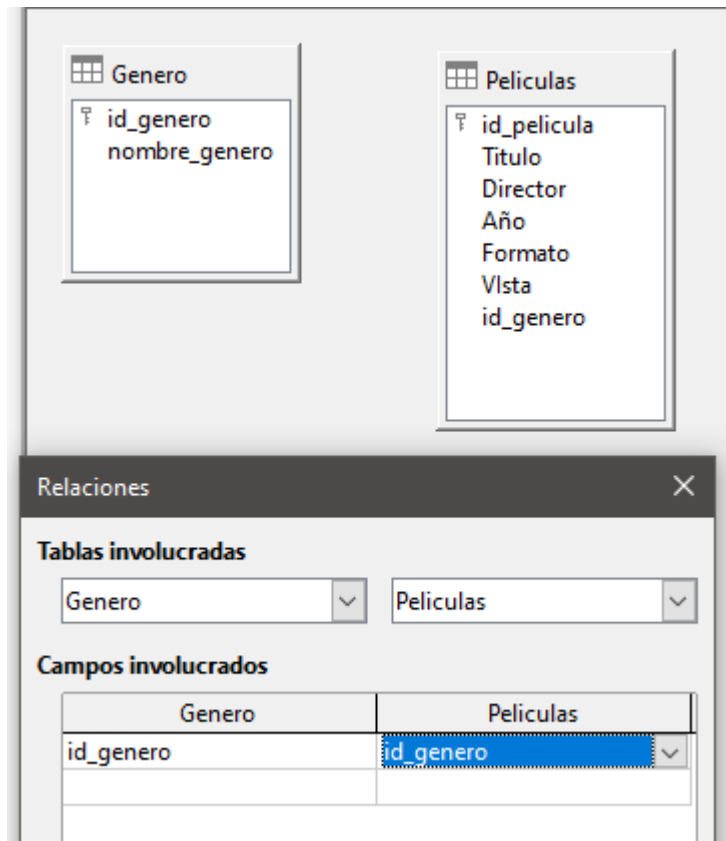 Genero
id_genero
nombre_genero
Peliculas
id_pelicula
Titulo
Director
Año
Formato
VIsta
id_genero
Relaciones
Tablas involucradas
Genero Peliculas
Campos involucrados
Genero Peliculas
id_genero id_genero